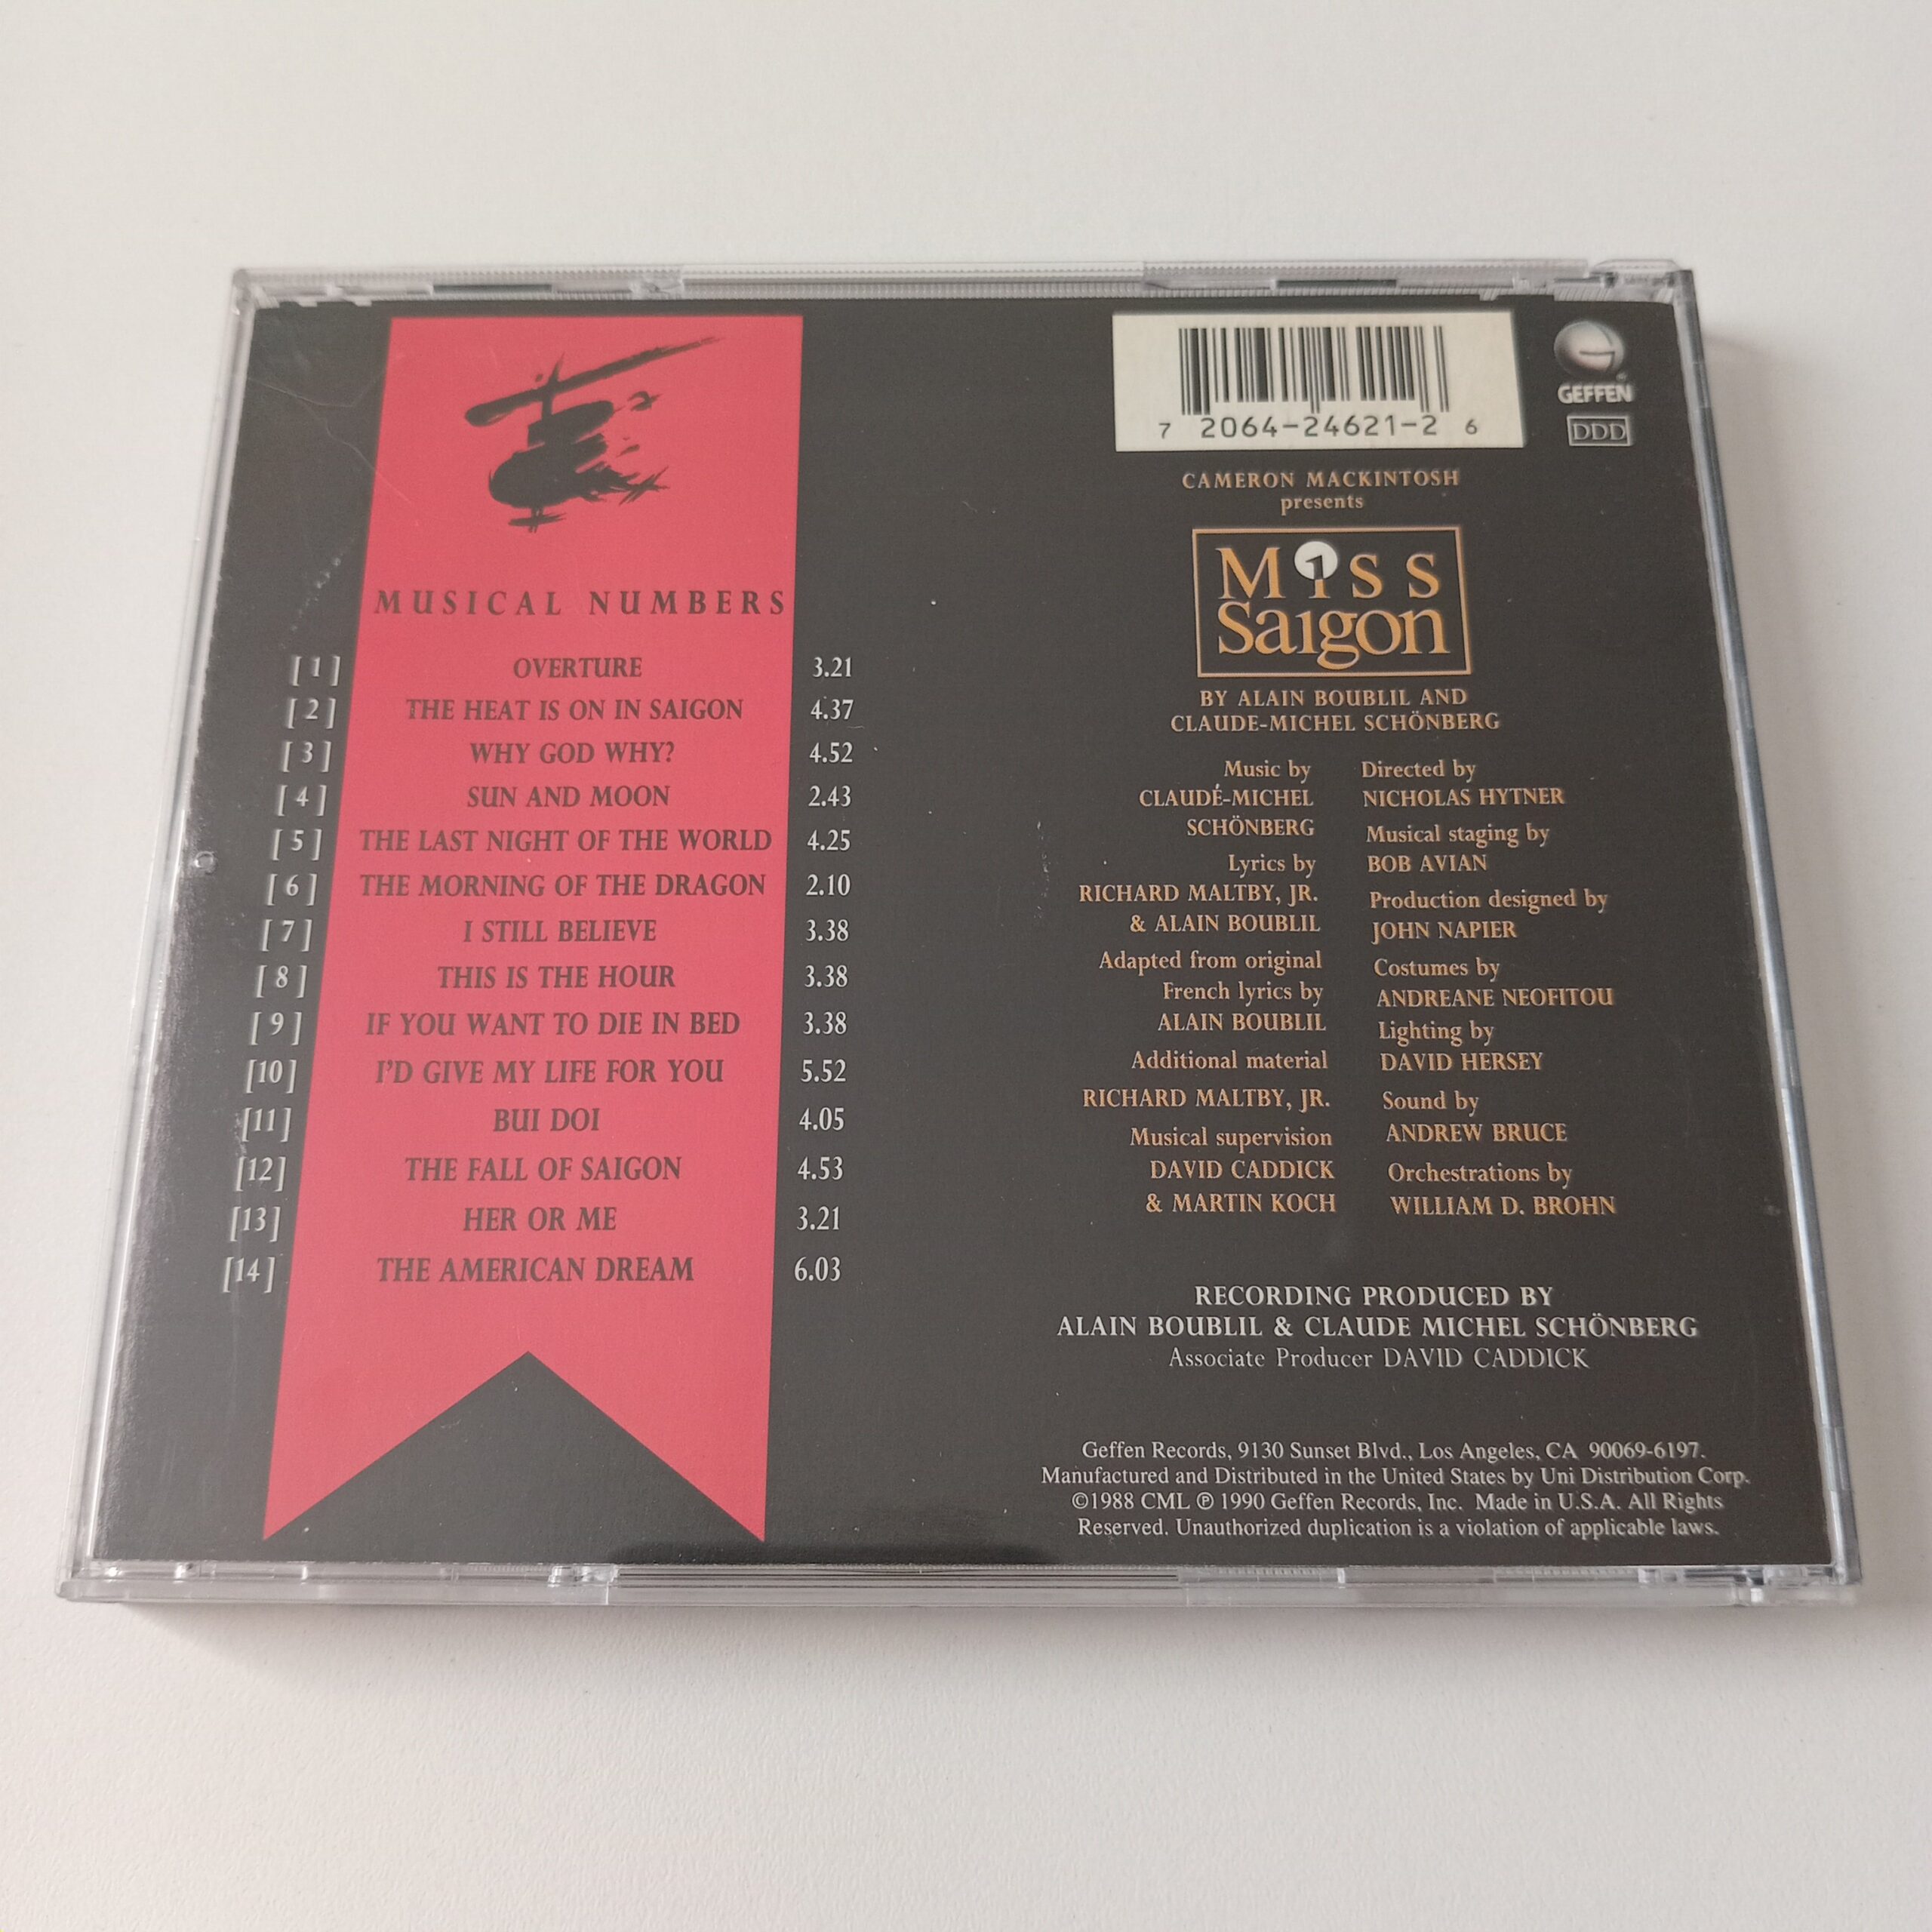 MUSICAL NUMBERS
[1] OVERTURE 3.21
[2] THE HEAT IS ON IN SAIGON 4.37
[3] WHY GOD WHY? 4.52
[4] SUN AND MOON 2.43
[5] THE LAST NIGHT OF THE WORLD 4.25
[6] THE MORNING OF THE DRAGON 2.10
[7] I STILL BELIEVE 3.38
[8] THIS IS THE HOUR 3.38
[9] IF YOU WANT TO DIE IN BED 3.38
[10] I'D GIVE MY LIFE FOR YOU 5.52
[11] BUI DOI 4.05
[12] THE FALL OF SAIGON 4.53
[13] HER OR ME 3.21
[14] THE AMERICAN DREAM 6.03
7 2064-24621-2 6
GEFFEN
DDD
CAMERON MACKINTOSH
presents
Miss
Saigon
BY ALAIN BOUBLIL AND
CLAUDE-MICHEL SCHÖNBERG
Music by
CLAUDE-MICHEL
SCHÖNBERG
Lyrics by
RICHARD MALTBY, JR.
& ALAIN BOUBLIL
Adapted from original
French lyrics by
ALAIN BOUBLIL
Additional material
RICHARD MALTBY, JR.
Musical supervision
DAVID CADDICK
& MARTIN KOCH
Directed by
NICHOLAS HYTNER
Musical staging by
BOB AVIAN
Production designed by
JOHN NAPIER
Costumes by
ANDREANE NEOFITOU
Lighting by
DAVID HERSEY
Sound by
ANDREW BRUCE
Orchestrations by
WILLIAM D. BROHN
RECORDING PRODUCED BY
ALAIN BOUBLIL & CLAUDE MICHEL SCHÖNBERG
Associate Producer DAVID CADDICK
Geffen Records, 9130 Sunset Blvd., Los Angeles, CA 90069-6197.
Manufactured and Distributed in the United States by Uni Distribution Corp.
©1988 CML ℗ 1990 Geffen Records, Inc. Made in U.S.A. All Rights
Reserved. Unauthorized duplication is a violation of applicable laws.